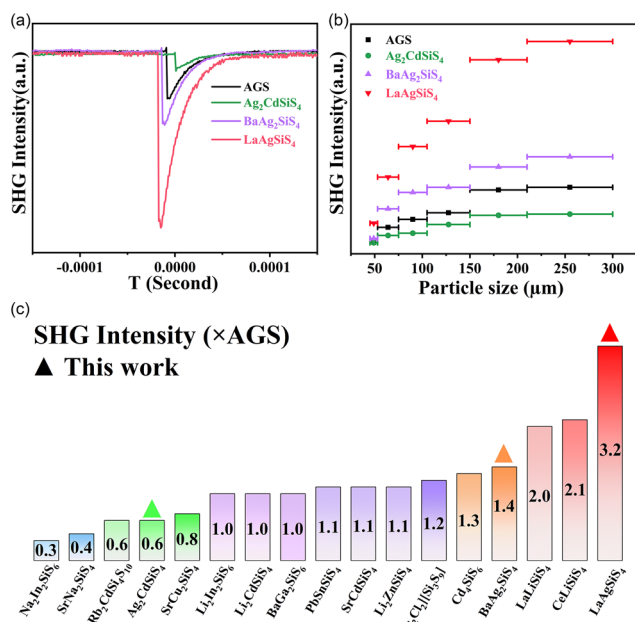 (a)
SHG Intensity(a.u.)
AGS
Ag₂CdSiS₄
BaAg₂SiS₄
LaAgSiS₄
-0.0001 0.0000 0.0001
T (Second)
(b)
SHG Intensity(a.u.)
AGS
Ag₂CdSiS₄
BaAg₂SiS₄
LaAgSiS₄
50 100 150 200 250 300
Particle size (μm)
(c)
SHG Intensity (×AGS)
▲ This work
0.3 0.4 0.6 0.6 0.8 1.0 1.0 1.0 1.1 1.1 1.1 1.2 1.3 1.4 2.0 2.1 3.2
Na₂In₂SiS₆
SrNa₂SiS₄
Rb₂CdSi₄S₁₀
Ag₂CdSiS₄
SrCu₂SiS₄
Li₂In₂SiS₆
Li₂CdSiS₄
BaGa₂SiS₆
PbSnSiS₄
SrCdSiS₄
Li₂ZnSiS₄
Cd₄SiS₆
BaAg₂SiS₄
LaLiSiS₄
CeLiSiS₄
LaAgSiS₄